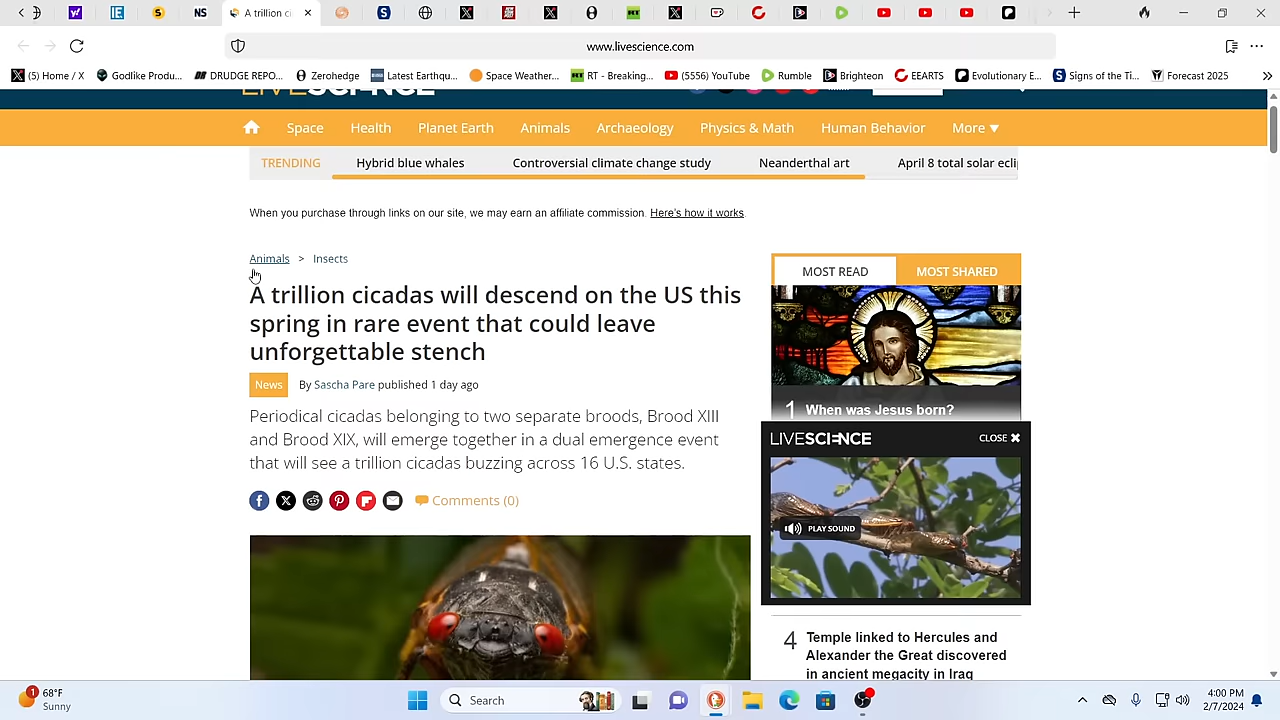 A trillion ci
www.livescience.com
(5) Home / X
Godlike Produ...
DRUDGE REPO...
Zerohedge
Latest Earthqu...
Space Weather...
RT - Breaking...
(5556) YouTube
Rumble
Brighteon
EEARTS
Evolutionary E...
Signs of the Ti...
Forecast 2025
LIVESCIENCE
Space
Health
Planet Earth
Animals
Archaeology
Physics & Math
Human Behavior
More ▼
TRENDING
Hybrid blue whales
Controversial climate change study
Neanderthal art
April 8 total solar ecli
When you purchase through links on our site, we may earn an affiliate commission. Here's how it works.
Animals > Insects
A trillion cicadas will descend on the US this
spring in rare event that could leave
unforgettable stench
News
By Sascha Pare published 1 day ago
Periodical cicadas belonging to two separate broods, Brood XIII
and Brood XIX, will emerge together in a dual emergence event
that will see a trillion cicadas buzzing across 16 U.S. states.
Comments (0)
MOST READ
MOST SHARED
1 When was Jesus born?
LIVESCIENCE
CLOSE ✖
PLAY SOUND
4 Temple linked to Hercules and
Alexander the Great discovered
in ancient megacity in Iraq
1
68°F
Sunny
Search
4:00 PM
2/7/2024